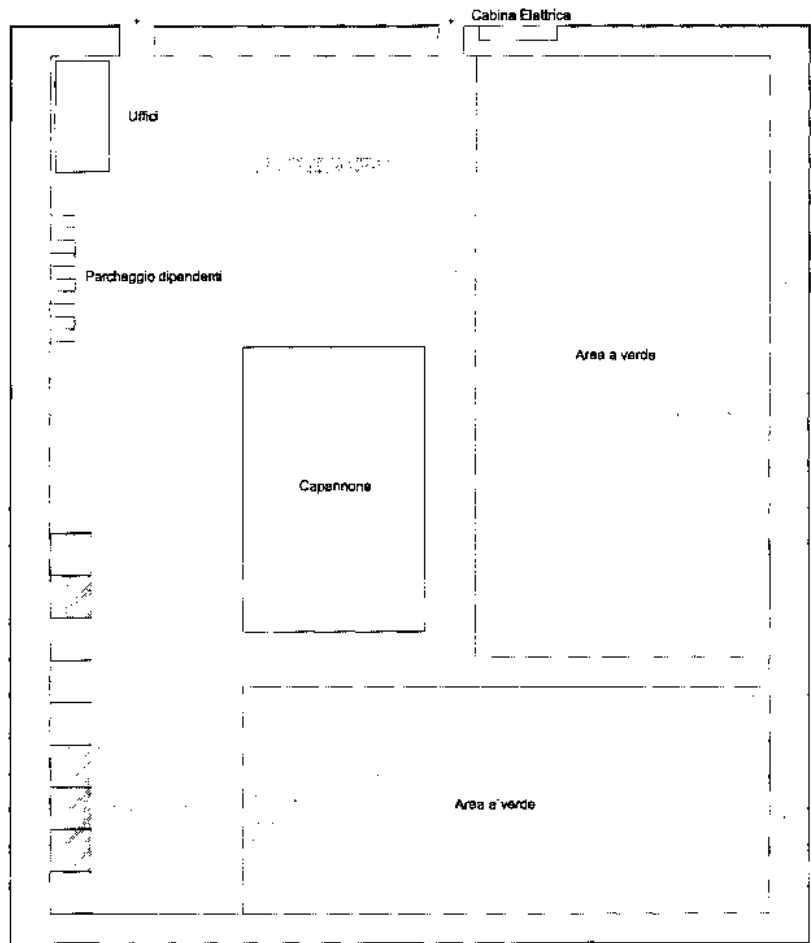 Cabina Elettrica
Uffici
Parcheggio dipendenti
Area a verde
Capannone
Area a verde